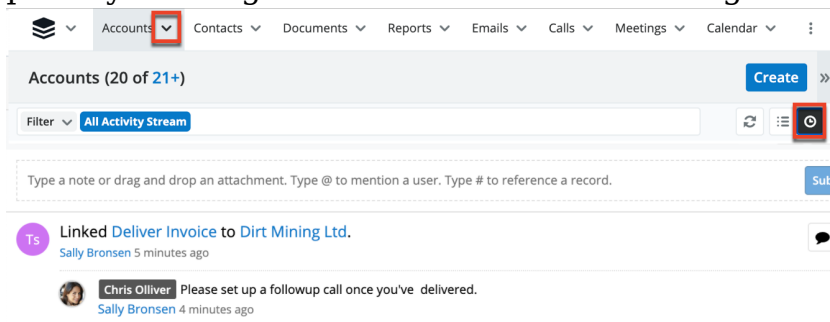 Accounts Contacts Documents Reports Emails Calls Meetings Calendar
Accounts (20 of 21+) Create »
Filter All Activity Stream
Type a note or drag and drop an attachment. Type @ to mention a user. Type # to reference a record. Sub
Ts Linked Deliver Invoice to Dirt Mining Ltd.
Sally Bronsen 5 minutes ago
Chris Olliver Please set up a followup call once you've delivered.
Sally Bronsen 4 minutes ago